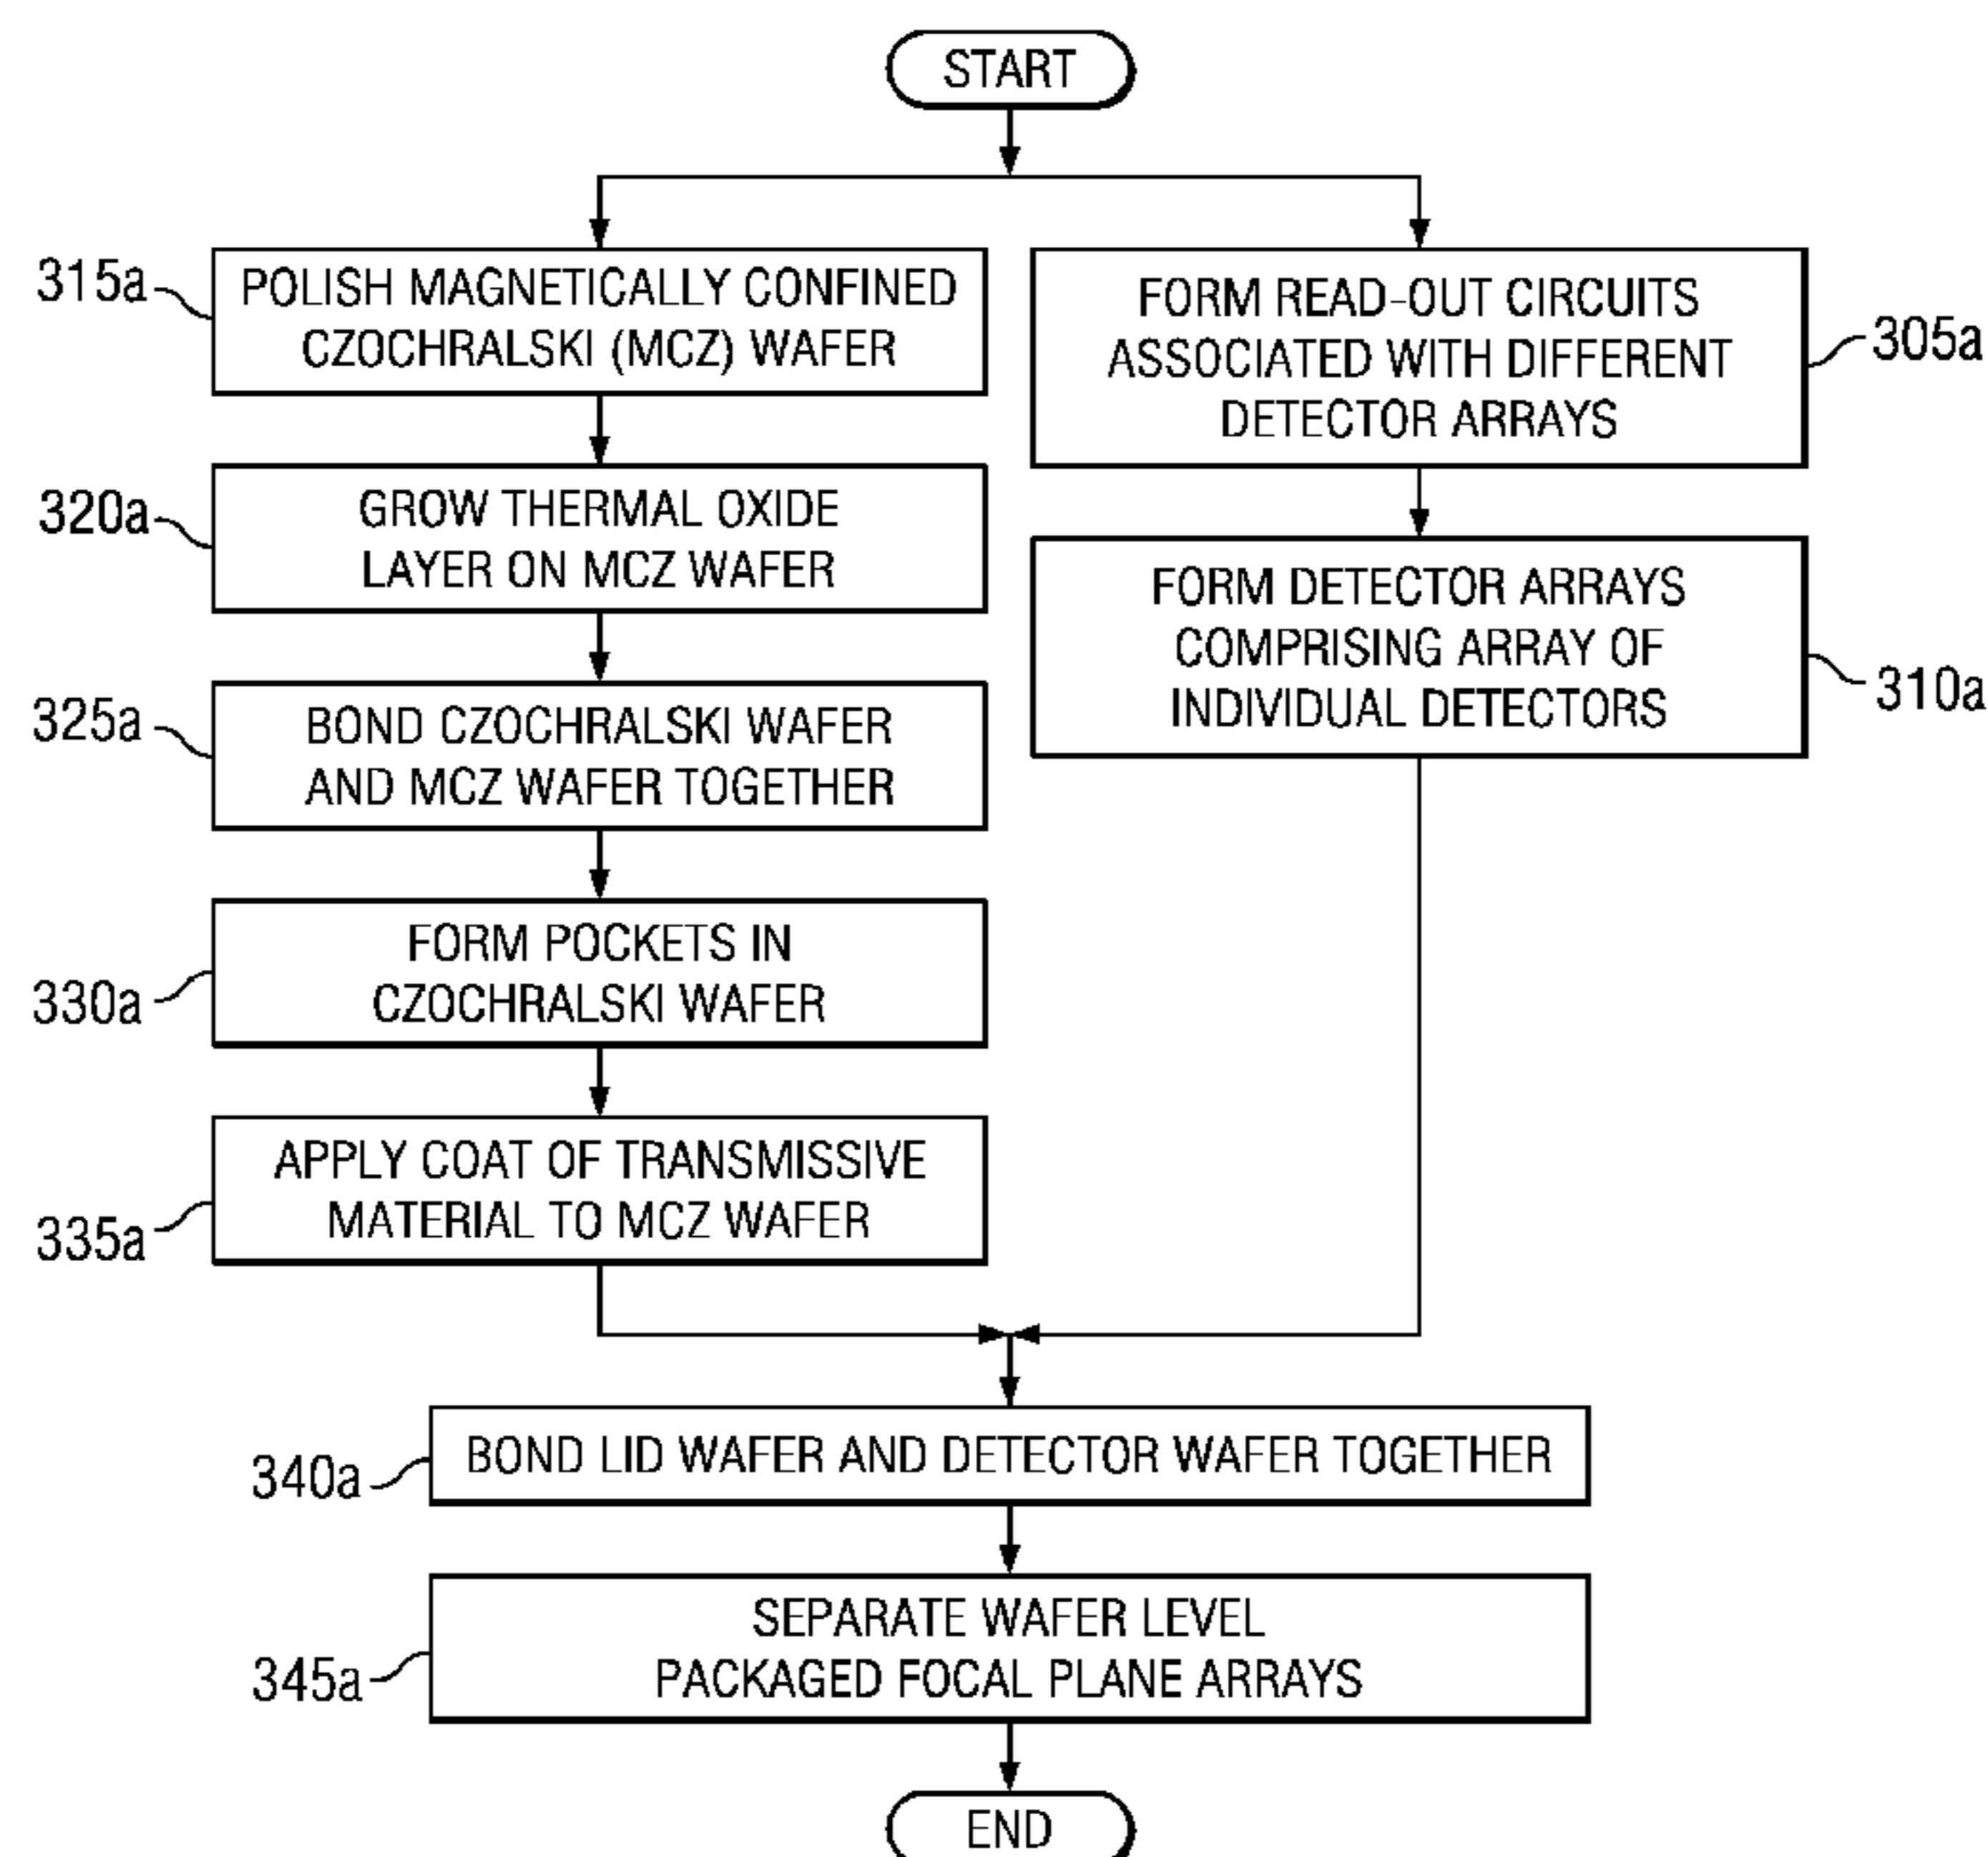 START
315a
POLISH MAGNETICALLY CONFINED
CZOCHRALSKI (MCZ) WAFER
320a
GROW THERMAL OXIDE
LAYER ON MCZ WAFER
325a
BOND CZOCHRALSKI WAFER
AND MCZ WAFER TOGETHER
330a
FORM POCKETS IN
CZOCHRALSKI WAFER
335a
APPLY COAT OF TRANSMISSIVE
MATERIAL TO MCZ WAFER
FORM READ-OUT CIRCUITS
ASSOCIATED WITH DIFFERENT
DETECTOR ARRAYS
305a
FORM DETECTOR ARRAYS
COMPRISING ARRAY OF
INDIVIDUAL DETECTORS
310a
340a
BOND LID WAFER AND DETECTOR WAFER TOGETHER
345a
SEPARATE WAFER LEVEL
PACKAGED FOCAL PLANE ARRAYS
END